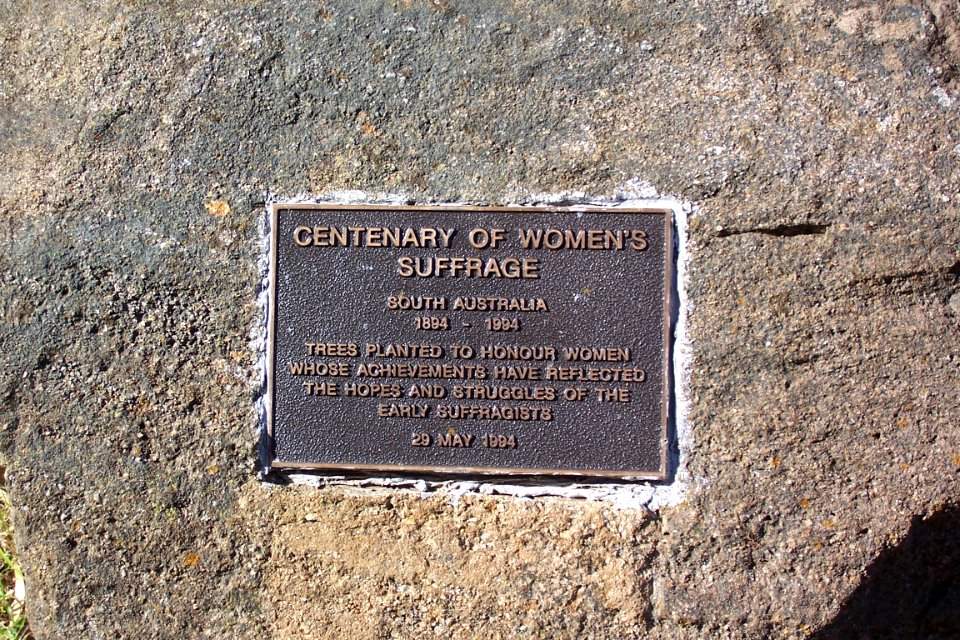 CENTENARY OF WOMEN'S
SUFFRAGE
SOUTH AUSTRALIA
1894 - 1994
TREES PLANTED TO HONOUR WOMEN
WHOSE ACHIEVEMENTS HAVE REFLECTED
THE HOPES AND STRUGGLES OF THE
EARLY SUFFRAGISTS
29 MAY 1994